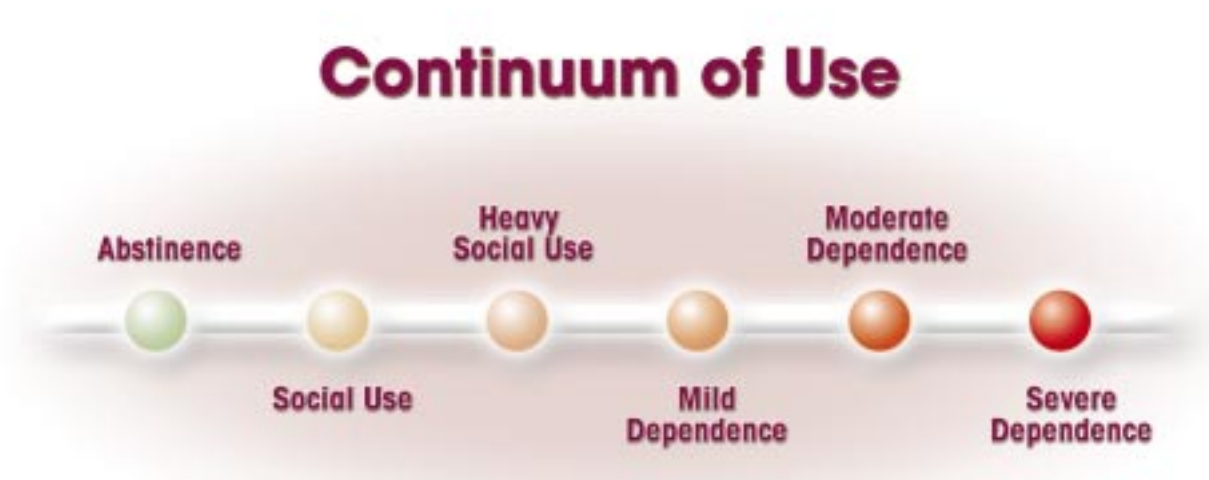 Continuum of Use
Abstinence
Social Use
Heavy
Social Use
Mild
Dependence
Moderate
Dependence
Severe
Dependence